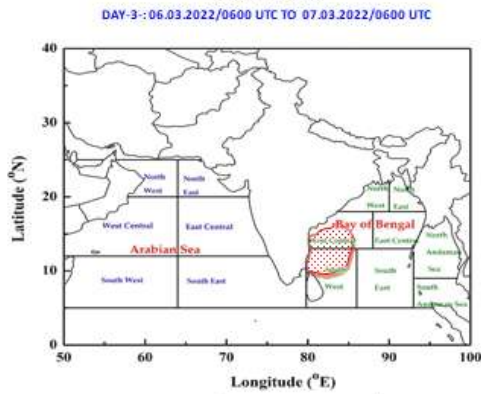 DAY-3-: 06.03.2022/0600 UTC TO 07.03.2022/0600 UTC
40
30
20
10
0
Latitude (°N)
50
60
70
80
90
100
Longitude (°E)
North
West
North
East
West Central
East Central
Arabian Sea
South West
South East
North
West
North
East
Bay of Bengal
East Central
West
South
East
North
Andaman
Sea
South
Andaman Sea